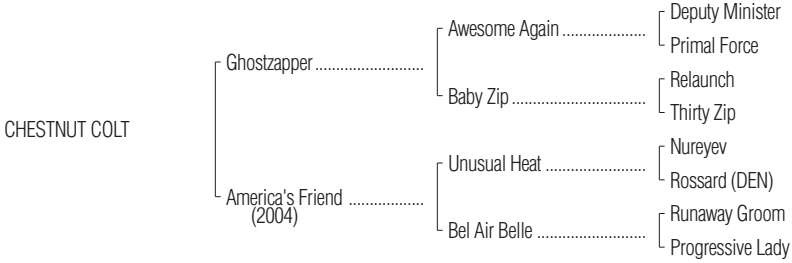 Deputy Minister
Awesome Again ....................
Primal Force
Ghostzapper ..........................
Relaunch
Baby Zip ................................
Thirty Zip
CHESTNUT COLT
Nureyev
Unusual Heat ........................
Rossard (DEN)
America's Friend ..................
(2004)
Runaway Groom
Bel Air Belle ..........................
Progressive Lady